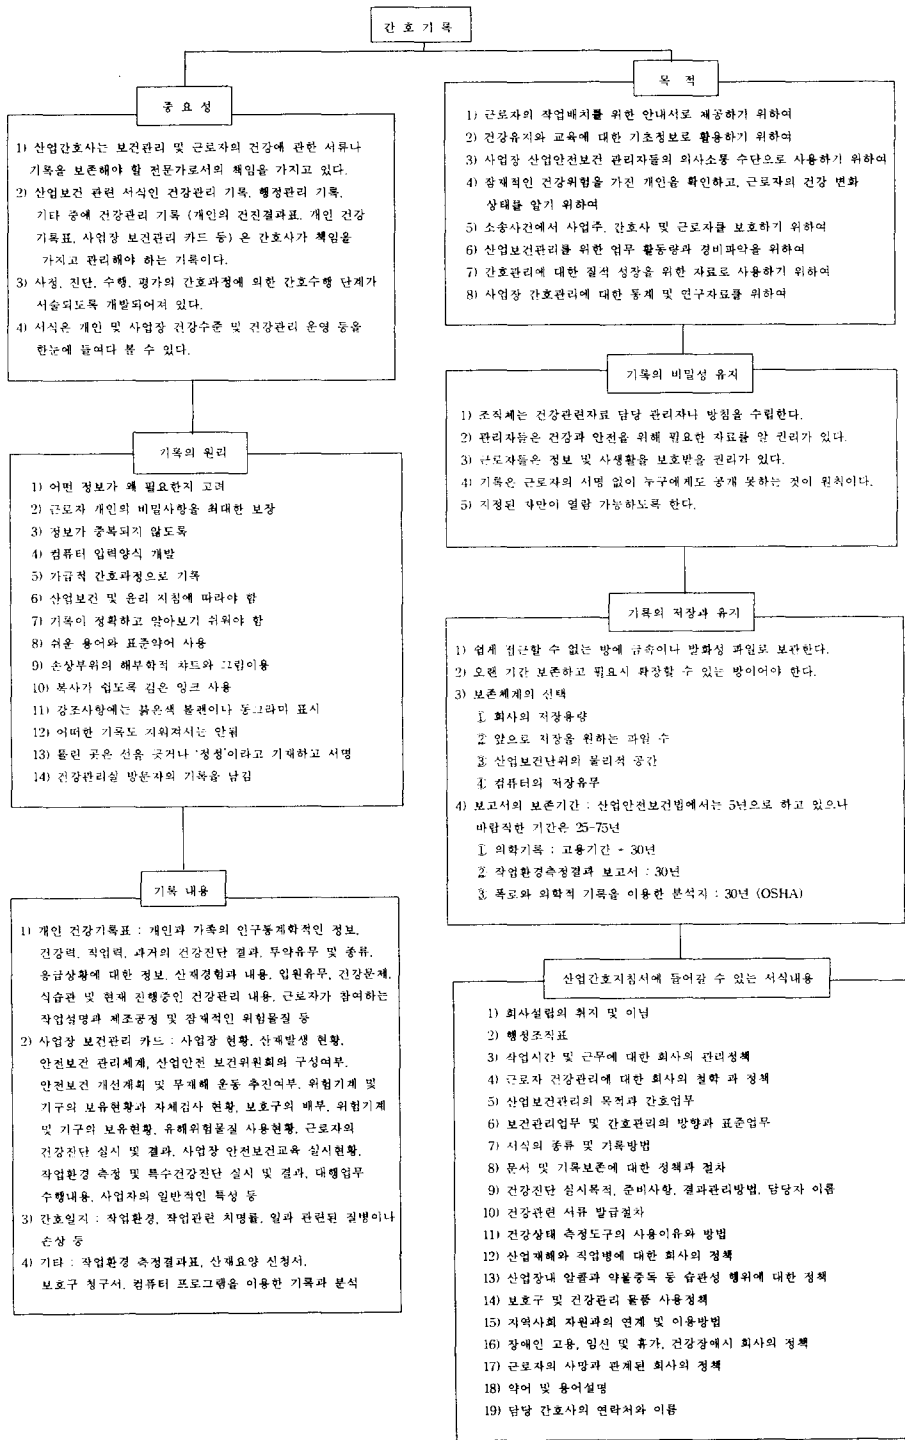 간 호 기 록
중 요 성
1) 산업간호사는 보건관리 및 근로자의 건강에 관한 서류나
기록을 보존해야 할 전문가로서의 책임을 가지고 있다.
2) 산업보건 관련 서식인 건강관리 기록, 행정관리 기록,
기타 중에 건강관리 기록 (개인의 건진결과표, 개인 건강
기록표, 사업장 보건관리 카드 등) 은 간호사가 책임을
가지고 관리해야 하는 기록이다.
3) 사정, 진단, 수행, 평가의 간호과정에 의한 간호수행 단계가
서술되도록 개발되어져 있다.
4) 서식은 개인 및 사업장 건강수준 및 건강관리 운영 등을
한눈에 들여다 볼 수 있다.
기록의 원리
1) 어떤 정보가 왜 필요한지 고려
2) 근로자 개인의 비밀사항을 최대한 보장
3) 정보가 중복되지 않도록
4) 컴퓨터 입력양식 개발
5) 가급적 간호과정으로 기록
6) 산업보건 및 윤리 지침에 따라야 함
7) 기록이 정확하고 알아보기 쉬워야 함
8) 쉬운 용어와 표준약어 사용
9) 손상부위의 해부학적 챠트와 그림이용
10) 복사가 쉽도록 검은 잉크 사용
11) 강조사항에는 붉은색 볼펜이나 동그라미 표시
12) 어떠한 기록도 지워져서는 안됨
13) 틀린 곳은 선을 긋거나 '정정'이라고 기재하고 서명
14) 건강관리실 방문자의 기록을 남김
기록 내용
1) 개인 건강기록표 : 개인과 가족의 인구통계학적인 정보,
건강력, 직업력, 과거의 건강진단 결과, 투약유무 및 종류,
응급상황에 대한 정보, 산재경험과 내용, 입원유무, 건강문제,
식습관 및 현재 진행중인 건강관리 내용, 근로자가 참여하는
작업설명과 제조공정 및 잠재적인 위험물질 등
2) 사업장 보건관리 카드 : 사업장 현황, 산재발생 현황,
안전보건 관리체계, 산업안전 보건위원회의 구성여부,
안전보건 개선계획 및 무재해 운동 추진여부, 위험기계 및
기구의 보유현황과 자체검사 현황, 보호구의 배부, 위험기계
및 기구의 보유현황, 유해위험물질 사용현황, 근로자의
건강진단 실시 및 결과, 사업장 안전보건교육 실시현황,
작업환경 측정 및 특수건강진단 실시 및 결과, 대행업무
수행내용, 사업자의 일반적인 특성 등
3) 간호일지 : 작업환경, 작업관련 치명률, 일과 관련된 질병이나
손상 등
4) 기타 : 작업환경 측정결과표, 산재요양 신청서,
보호구 청구서, 컴퓨터 프로그램을 이용한 기록과 분석
목 적
1) 근로자의 작업배치를 위한 안내서로 제공하기 위하여
2) 건강유지와 교육에 대한 기초정보로 활용하기 위하여
3) 사업장 산업안전보건 관리자들의 의사소통 수단으로 사용하기 위하여
4) 잠재적인 건강위험을 가진 개인을 확인하고, 근로자의 건강 변화
상태를 알기 위하여
5) 소송사건에서 사업주, 간호사 및 근로자를 보호하기 위하여
6) 산업보건관리를 위한 업무 활동량과 경비파악을 위하여
7) 간호관리에 대한 질적 성장을 위한 자료로 사용하기 위하여
8) 사업장 간호관리에 대한 통계 및 연구자료를 위하여
기록의 비밀성 유지
1) 조직체는 건강관련자료 담당 관리자나 방침을 수립한다.
2) 관리자들은 건강과 안전을 위해 필요한 자료를 알 권리가 있다.
3) 근로자들은 정보 및 사생활을 보호받을 권리가 있다.
4) 기록은 근로자의 서명 없이 누구에게도 공개 못하는 것이 원칙이다.
5) 지정된 자만이 열람 가능하도록 한다.
기록의 저장과 유지
1) 쉽게 접근할 수 없는 방에 금속이나 발화성 파일로 보관한다.
2) 오랜 기간 보존하고 필요시 확장할 수 있는 방이어야 한다.
3) 보존체계의 선택
① 회사의 저장용량
② 앞으로 저장을 원하는 파일 수
③ 산업보건단위의 물리적 공간
④ 컴퓨터의 저장유무
4) 보고서의 보존기간 : 산업안전보건법에서는 5년으로 하고 있으나
바람직한 기간은 25-75년
① 의학기록 : 고용기간 + 30년
② 작업환경측정결과 보고서 : 30년
③ 폭로와 의학적 기록을 이용한 분석지 : 30년 (OSHA)
산업간호지침서에 들어갈 수 있는 서식내용
1) 회사설립의 취지 및 이념
2) 행정조직표
3) 작업시간 및 근무에 대한 회사의 관리정책
4) 근로자 건강관리에 대한 회사의 철학 과 정책
5) 산업보건관리의 목적과 간호업무
6) 보건관리업무 및 간호관리의 방향과 표준업무
7) 서식의 종류 및 기록방법
8) 문서 및 기록보존에 대한 정책과 절차
9) 건강진단 실시목적, 준비사항, 결과관리방법, 담당자 이름
10) 건강관련 서류 발급절차
11) 건강상태 측정도구의 사용이유와 방법
12) 산업재해와 직업병에 대한 회사의 정책
13) 산업장내 알콜과 약물중독 등 습관성 행위에 대한 정책
14) 보호구 및 건강관리 물품 사용정책
15) 지역사회 자원과의 연계 및 이용방법
16) 장애인 고용, 임신 및 휴가, 건강장애시 회사의 정책
17) 근로자의 사망과 관계된 회사의 정책
18) 약어 및 용어설명
19) 담당 간호사의 연락처와 이름